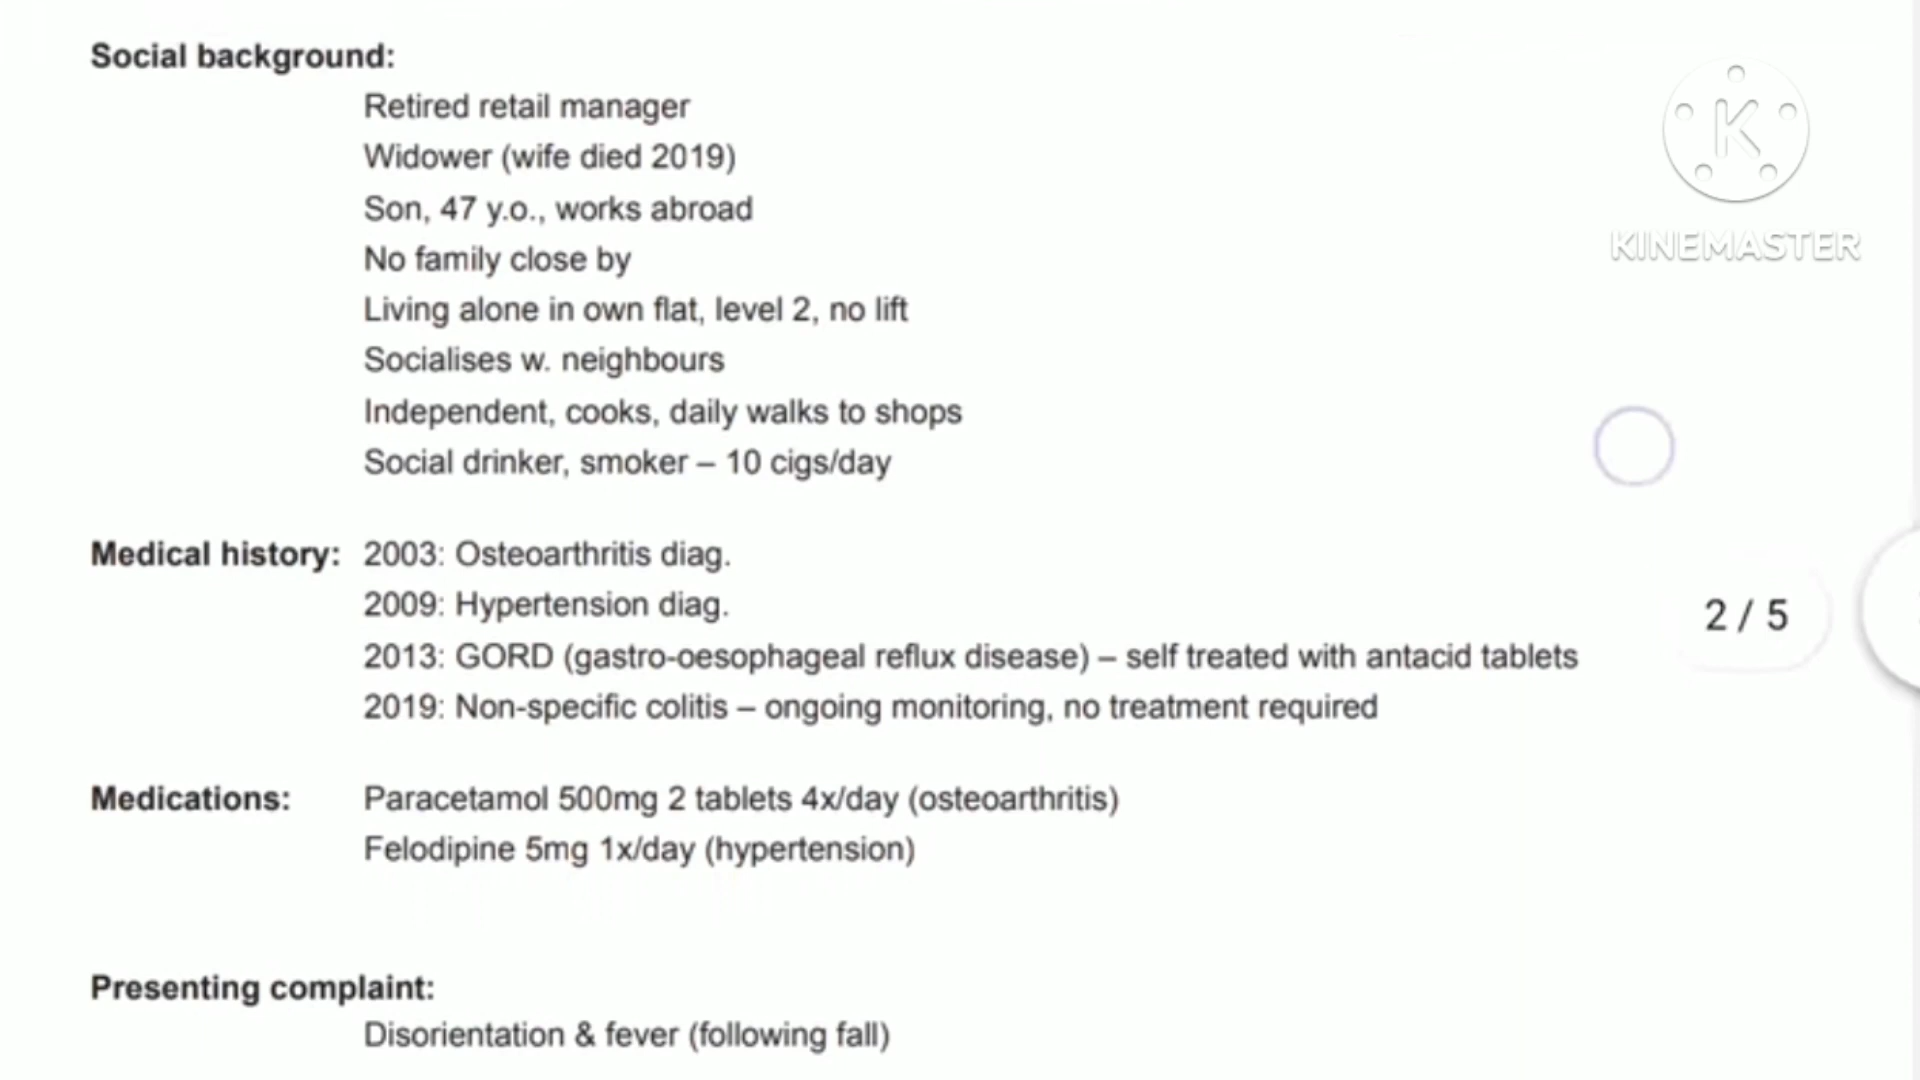 Social background:
Retired retail manager
Widower (wife died 2019)
Son, 47 y.o., works abroad
No family close by
Living alone in own flat, level 2, no lift
Socialises w. neighbours
Independent, cooks, daily walks to shops
Social drinker, smoker – 10 cigs/day
Medical history: 2003: Osteoarthritis diag.
2009: Hypertension diag.
2013: GORD (gastro-oesophageal reflux disease) – self treated with antacid tablets
2019: Non-specific colitis – ongoing monitoring, no treatment required
Medications: Paracetamol 500mg 2 tablets 4x/day (osteoarthritis)
Felodipine 5mg 1x/day (hypertension)
Presenting complaint:
Disorientation & fever (following fall)
K
KINEMASTER
2 / 5